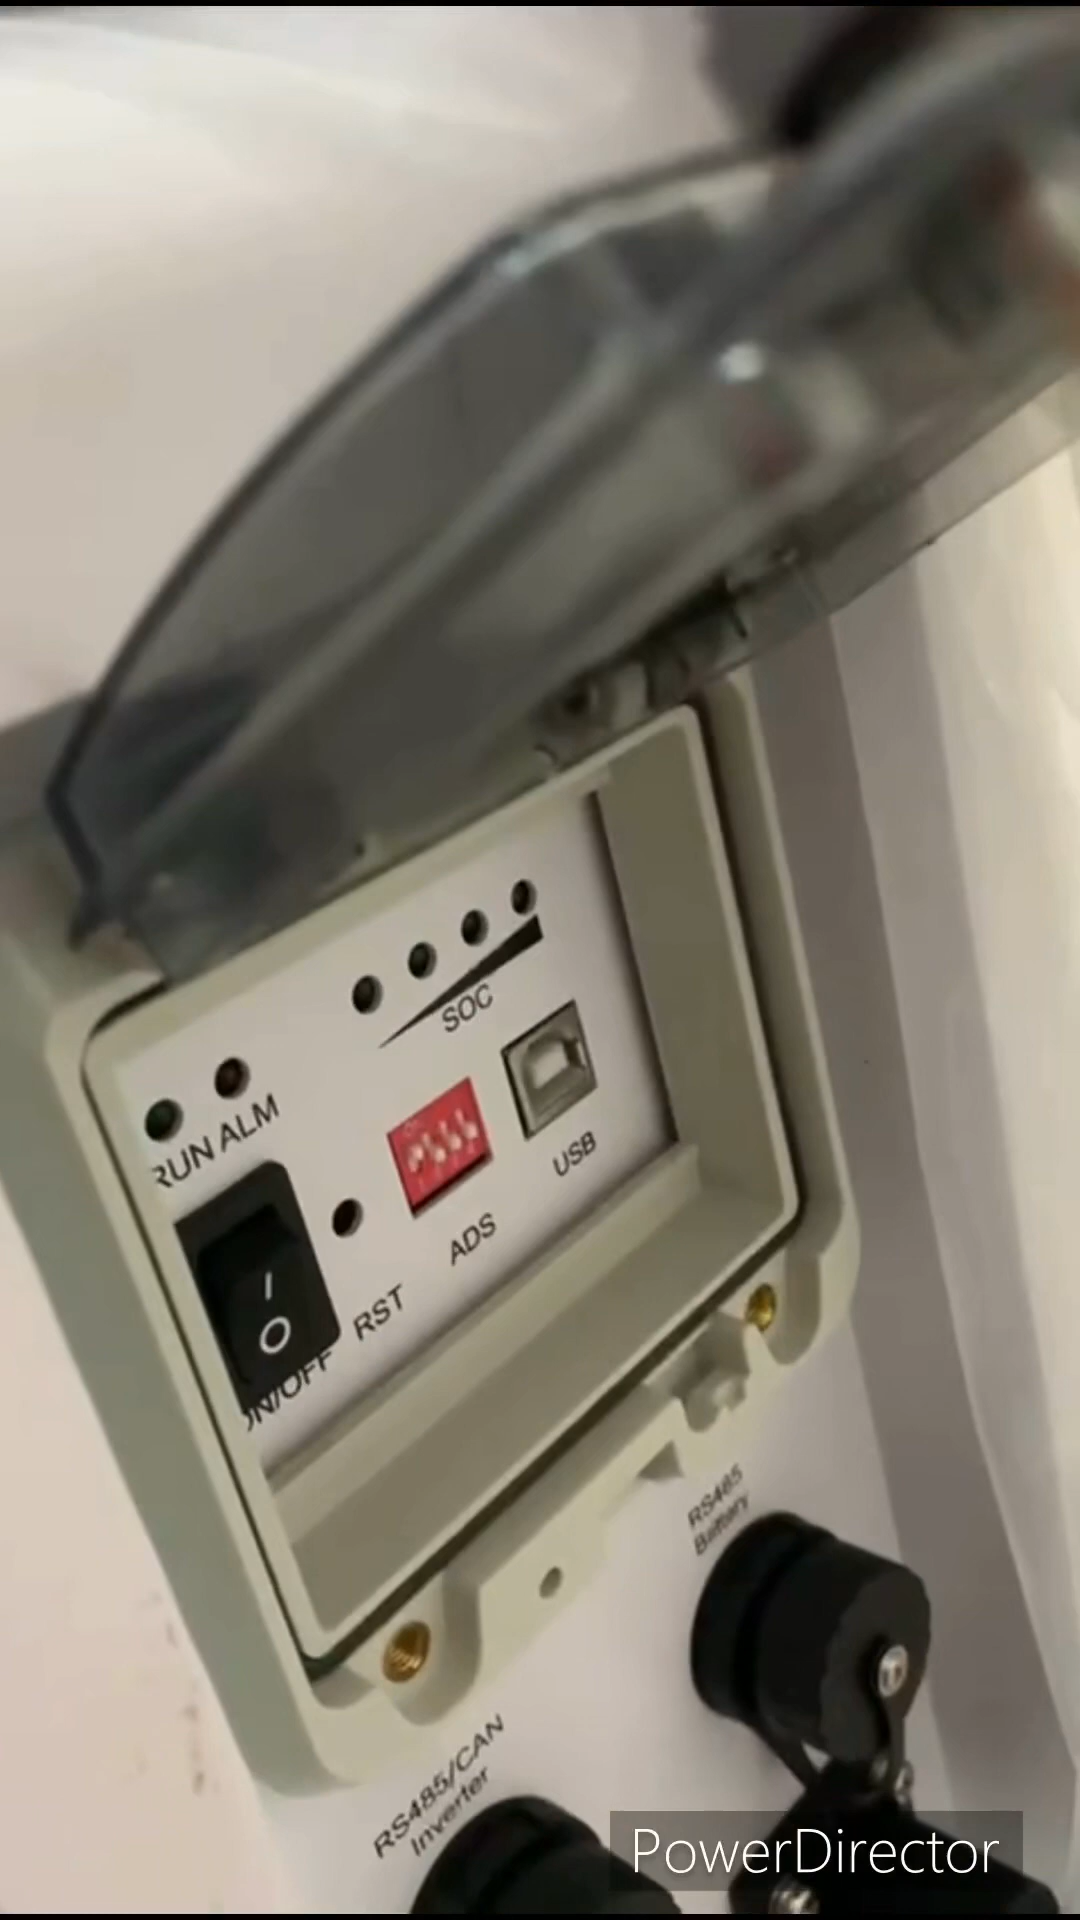 SOC
RUN ALM
USB
ADS
RST
I
O
ON/OFF
RS485
Battery
RS485/CAN
Inverter
PowerDirector